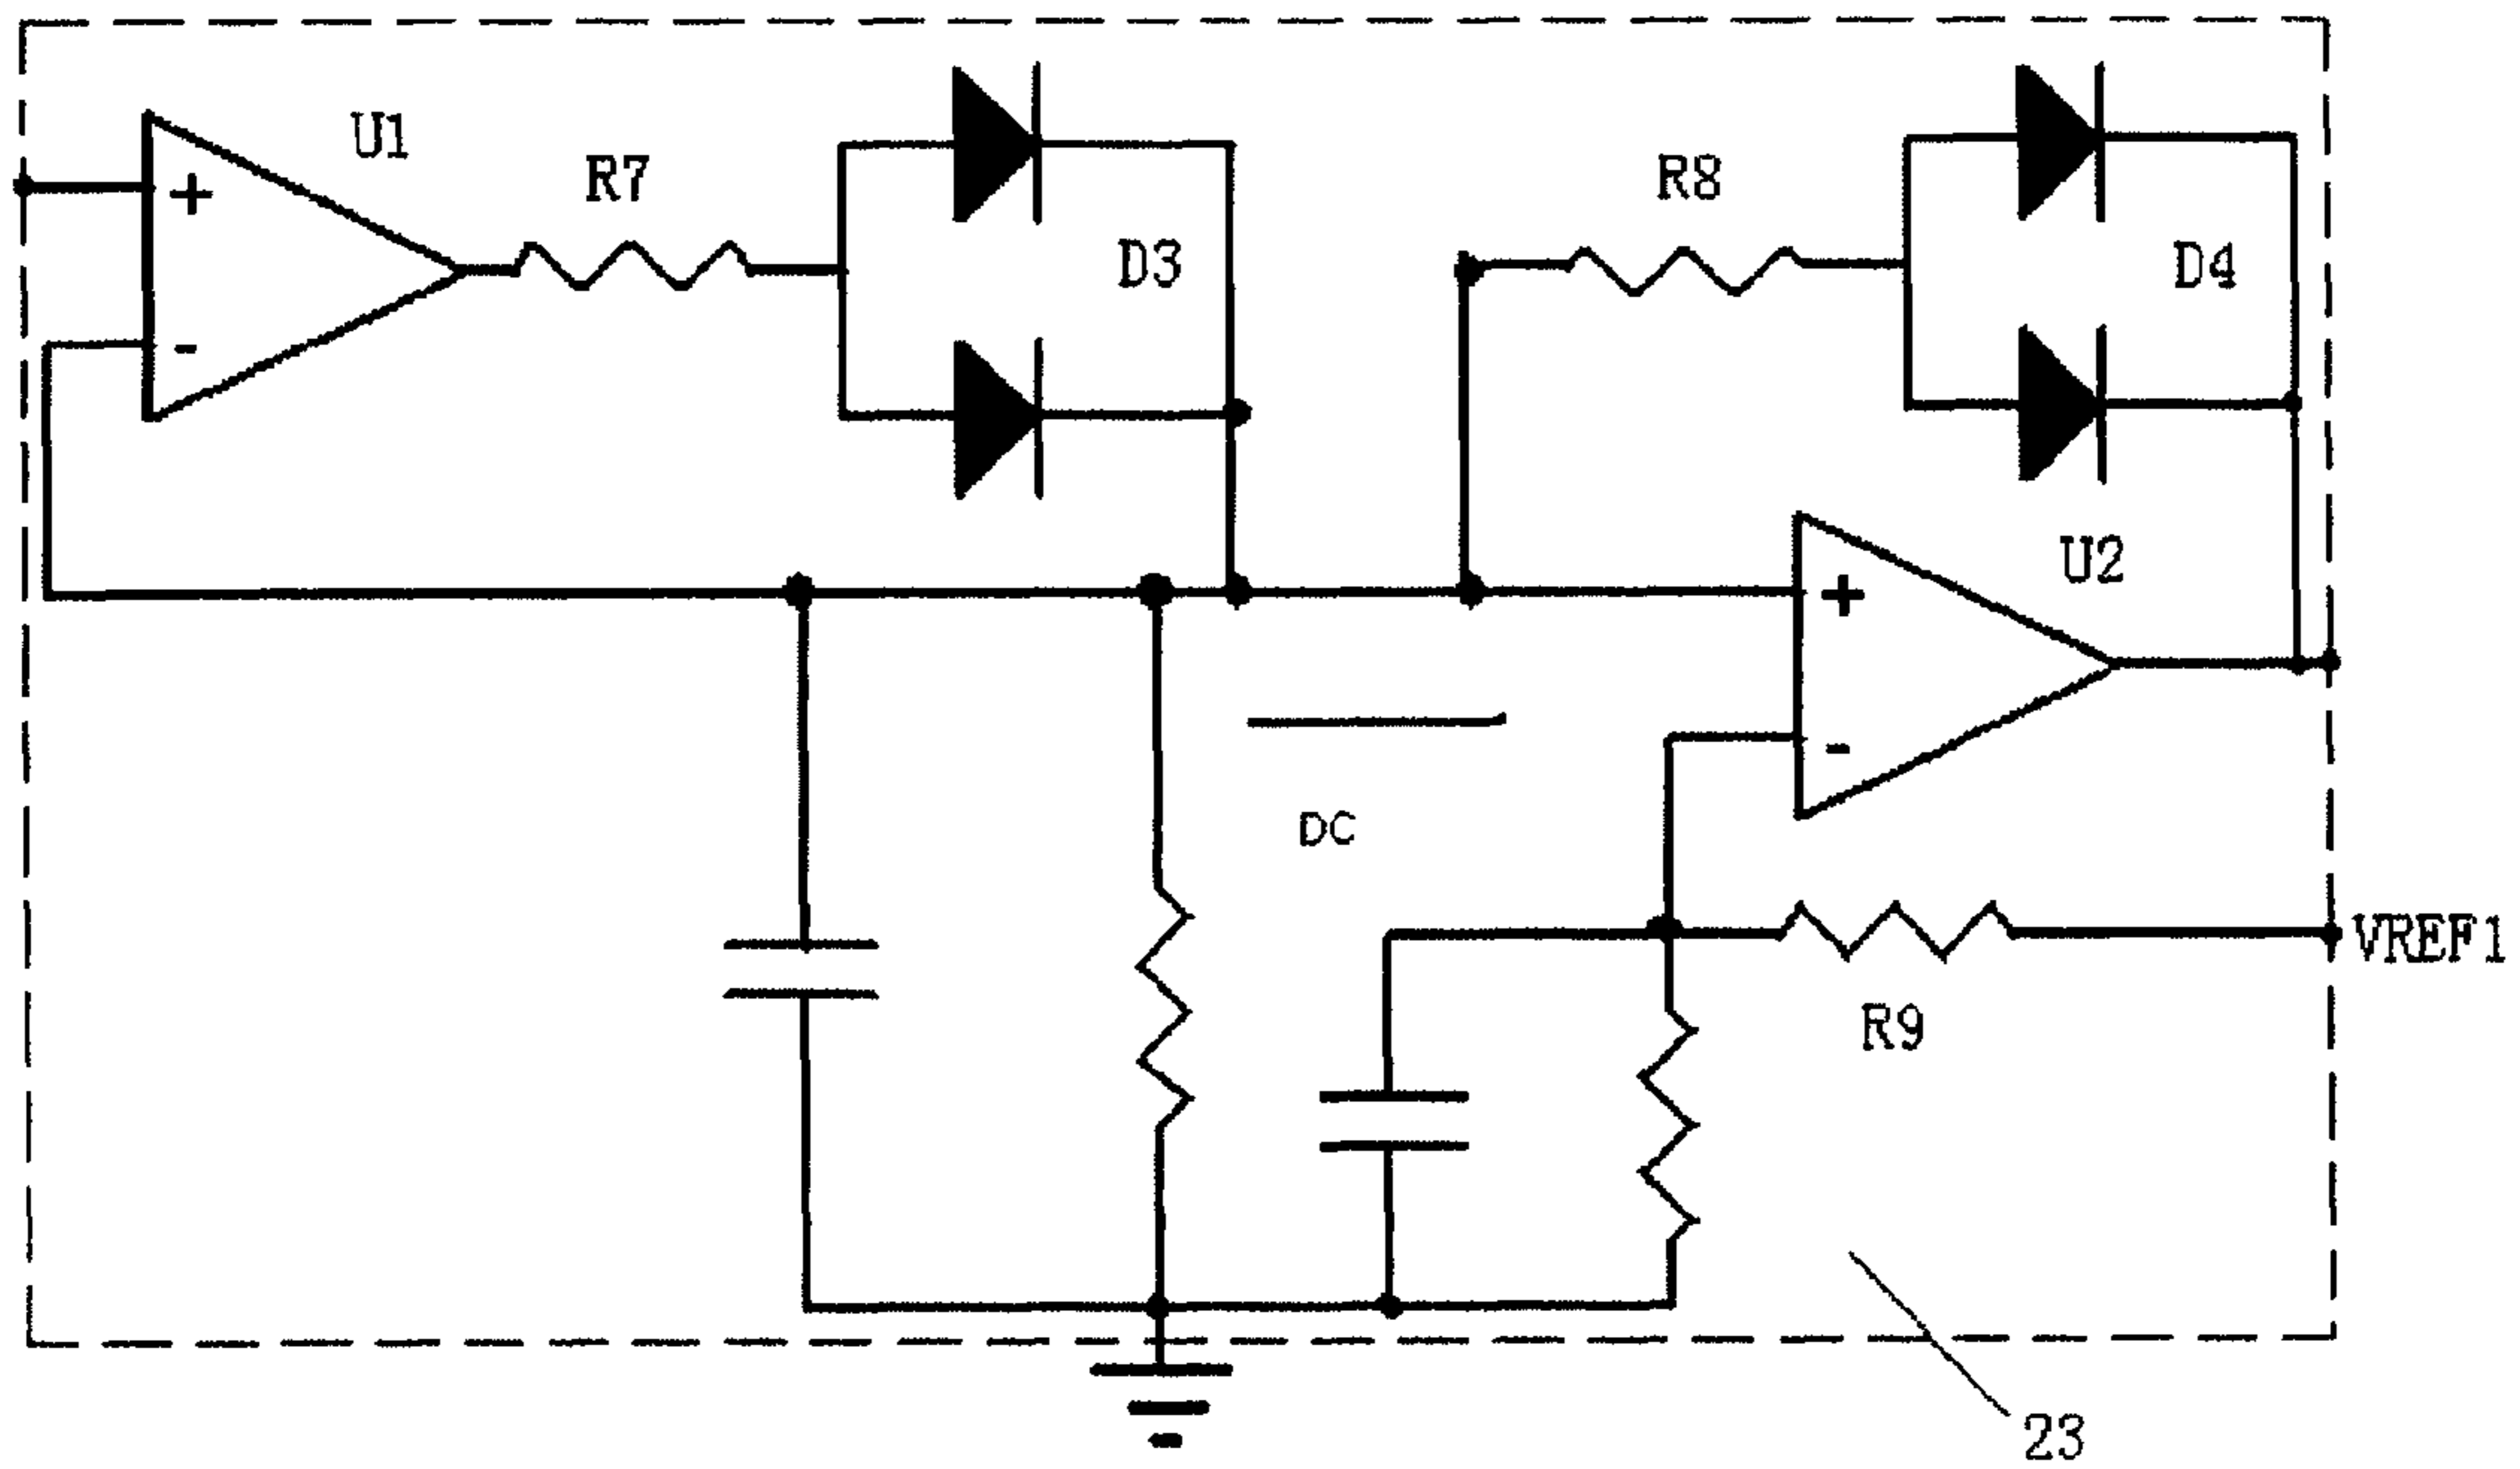 U1
R7
D3
R8
D4
+
-
U2
+
-
DC
VREF1
R9
23